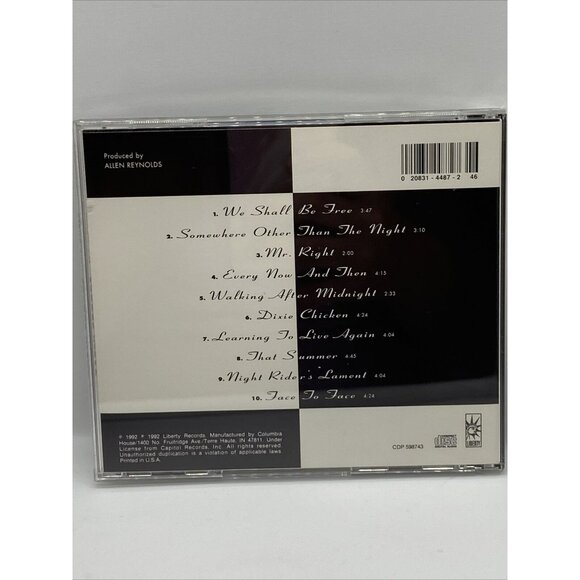 Produced by
ALLEN REYNOLDS
0 20831-4487-2 46
1. We Shall Be Free 3:47
2. Somewhere Other Than The Night 3:10
3. Mr. Right 2:00
4. Every Now And Then 4:15
5. Walking After Midnight 2:33
6. Dixie Chicken 4:24
7. Learning To Live Again 4:04
8. That Summer 4:45
9. Night Rider's Lament 4:04
10. Face To Face 4:24
℗ 1992 © 1992 Liberty Records. Manufactured by Columbia
House/1400 No. Fruitridge Ave./Terre Haute, IN 47811. Under
License from Capitol Records, Inc. All rights reserved.
Unauthorized duplication is a violation of applicable laws.
Printed in U.S.A.
CDP 598743
COMPACT
disc
DIGITAL AUDIO
LIBERTY